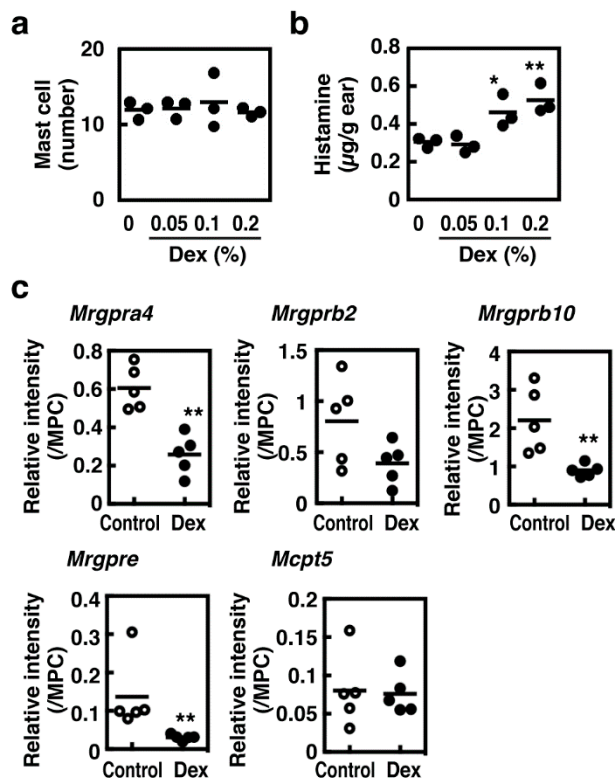 a
Mast cell
(number)
20
10
0
0 0.05 0.1 0.2
Dex (%)
b
Histamine
(µg/g ear)
0.8
0.6
0.4
0.2
0
*
**
0 0.05 0.1 0.2
Dex (%)
c
Mrgpra4
Relative intensity
(/MPC)
0.8
0.6
0.4
0.2
0
**
Control Dex
Mrgprb2
Relative intensity
(/MPC)
1.5
1
0.5
0
Control Dex
Mrgprb10
Relative intensity
(/MPC)
4
3
2
1
0
**
Control Dex
Mrgpre
Relative intensity
(/MPC)
0.4
0.3
0.2
0.1
0
**
Control Dex
Mcpt5
Relative intensity
(/MPC)
0.2
0.15
0.1
0.05
0
Control Dex